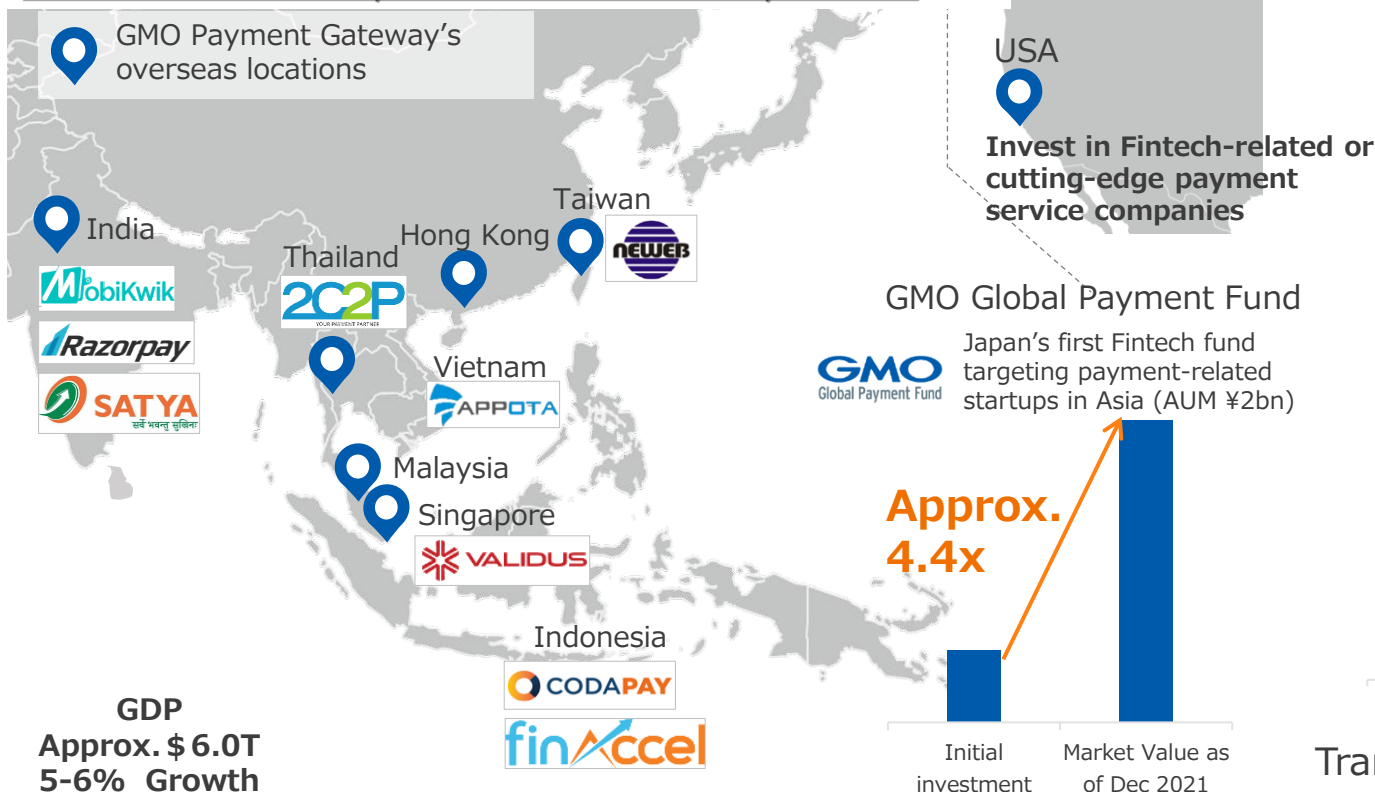 GMO Payment Gateway's
overseas locations
USA
Invest in Fintech-related or
cutting-edge payment
service companies
India
MobiKwik
Razorpay
SATYA
सर्वे भवन्तु सुखिनः
Thailand
2C2P
YOUR PAYMENT PARTNER
Hong Kong
Taiwan
NEWEB
Vietnam
APPOTA
Malaysia
Singapore
VALIDUS
Indonesia
CODAPAY
finAccel
GDP
Approx. $ 6.0T
5-6% Growth
GMO Global Payment Fund
GMO
Global Payment Fund
Japan's first Fintech fund
targeting payment-related
startups in Asia (AUM ¥2bn)
Approx.
4.4x
Initial
investment
Market Value as
of Dec 2021